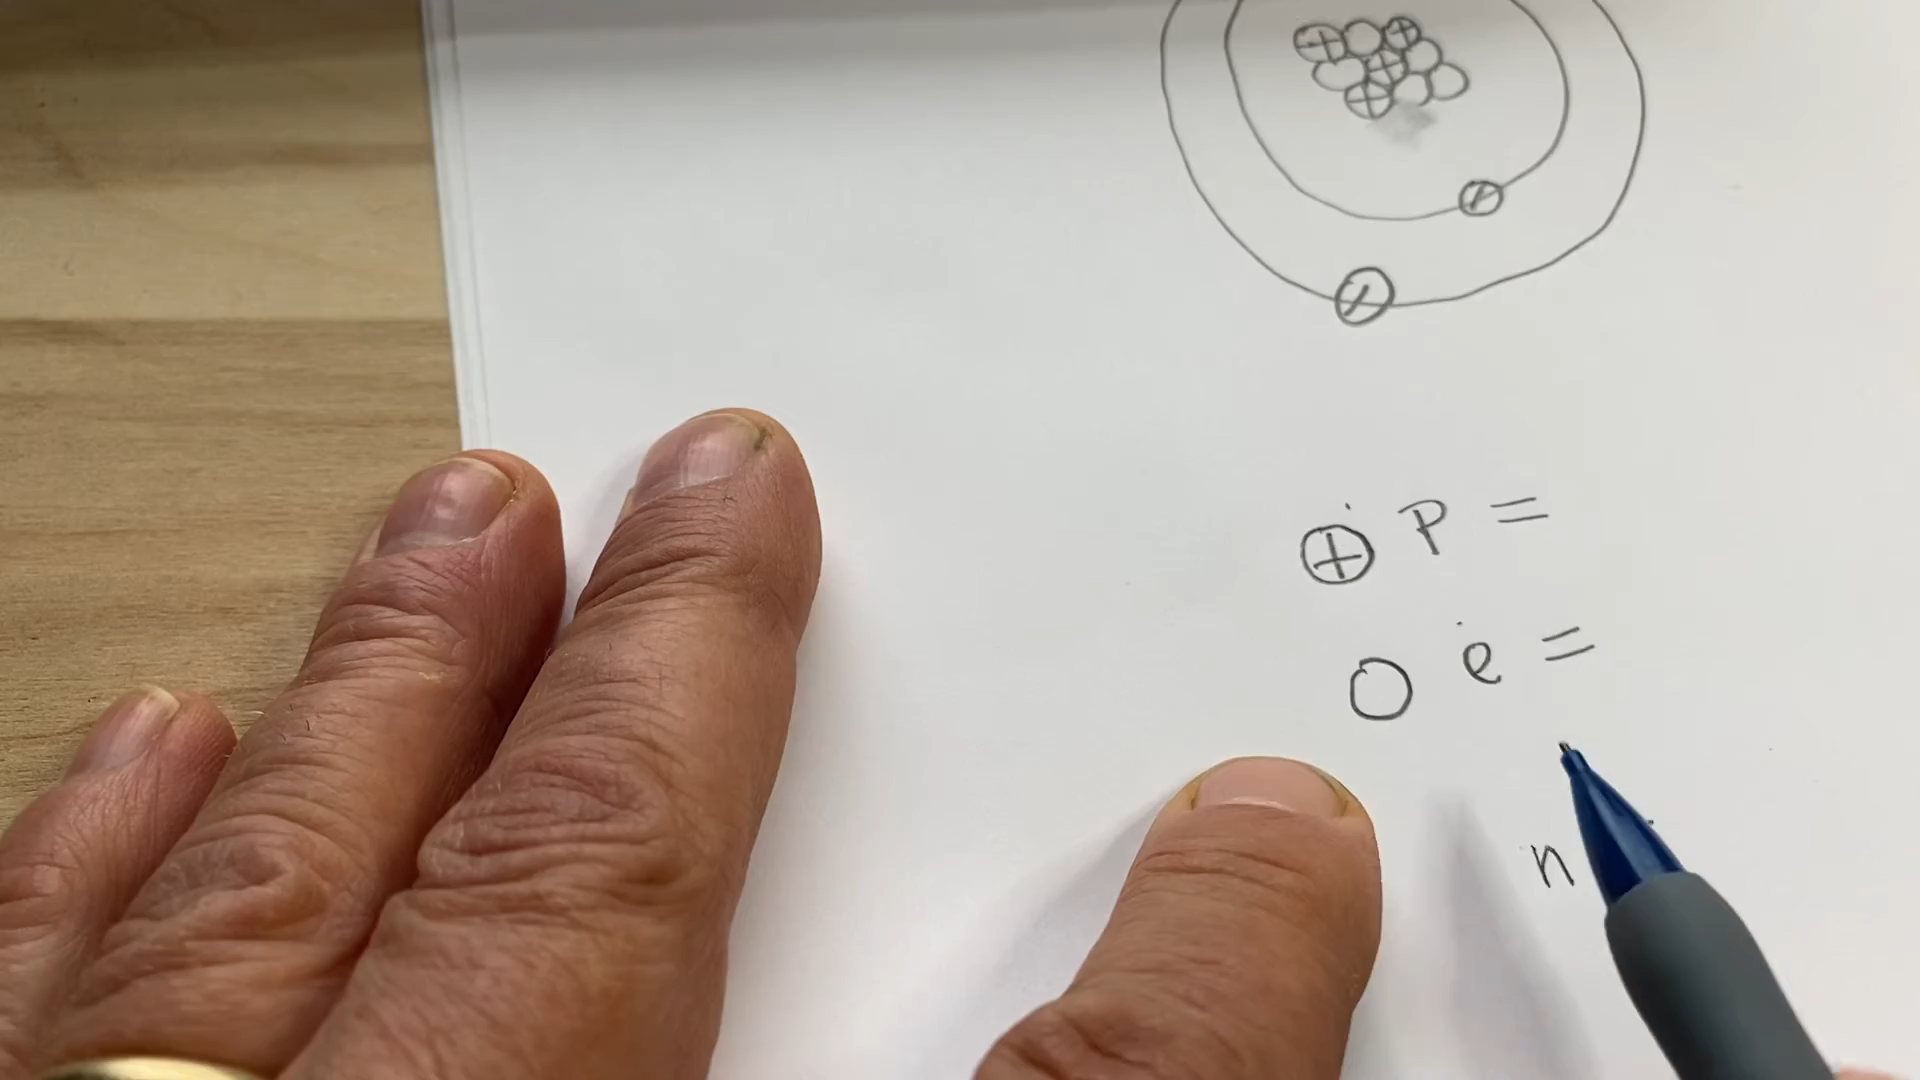 ⊕ P =
○ e =
n